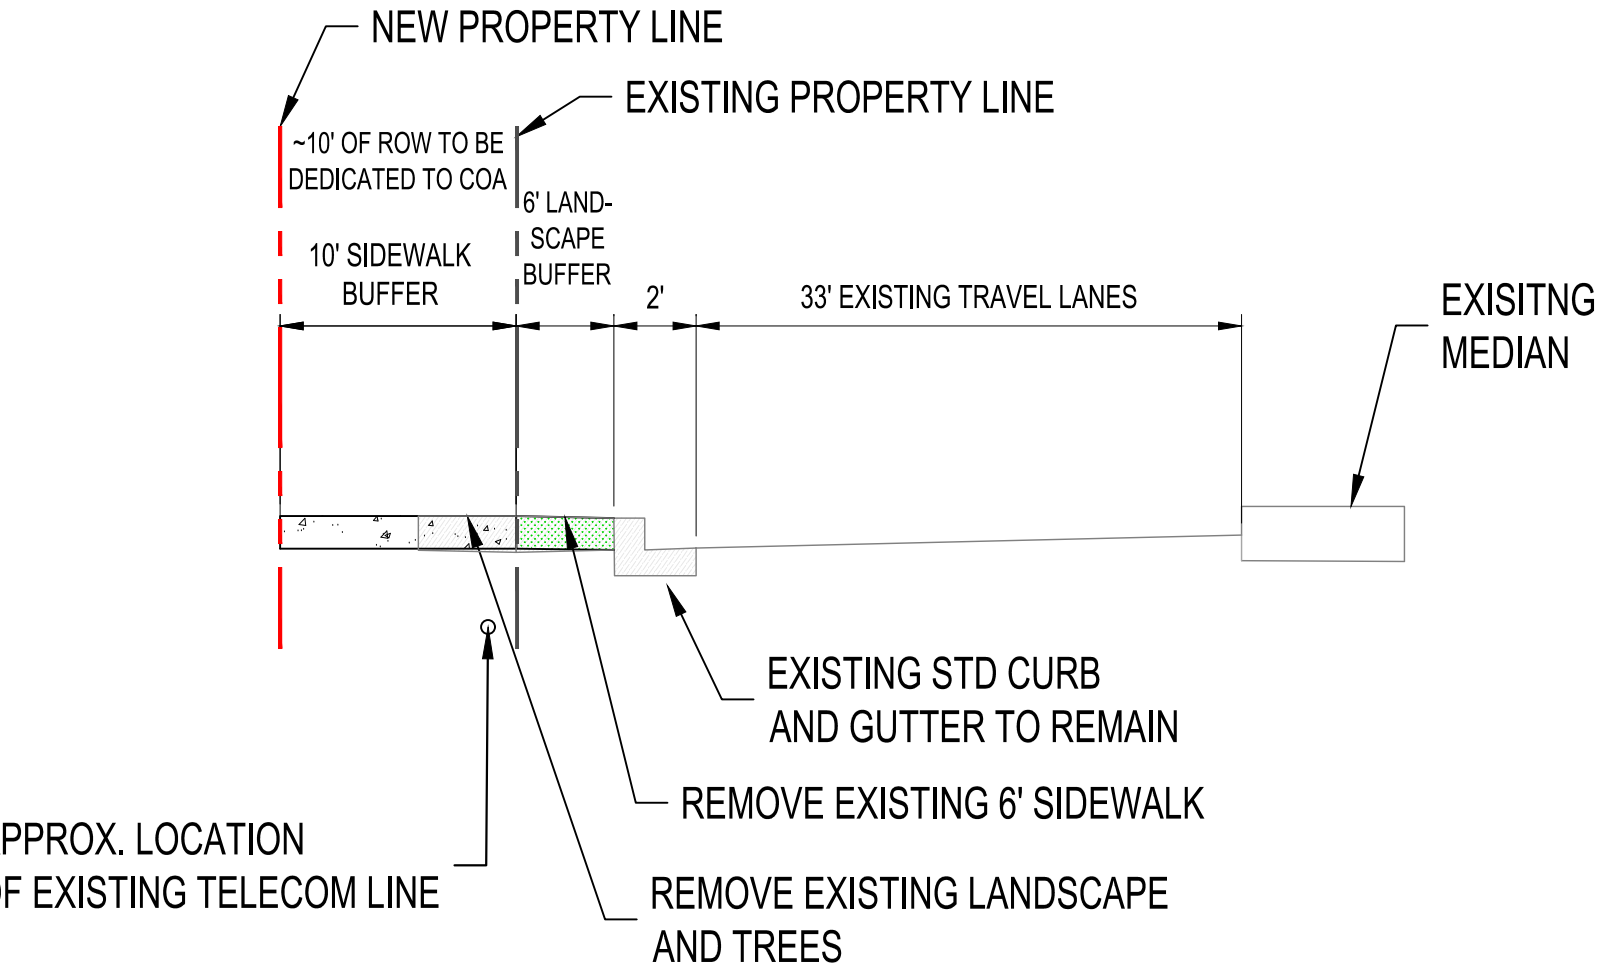 NEW PROPERTY LINE
EXISTING PROPERTY LINE
~10' OF ROW TO BE
DEDICATED TO COA
6' LAND-
SCAPE
BUFFER
10' SIDEWALK
BUFFER
2'
33' EXISTING TRAVEL LANES
EXISITNG
MEDIAN
EXISTING STD CURB
AND GUTTER TO REMAIN
REMOVE EXISTING 6' SIDEWALK
PPROX. LOCATION
OF EXISTING TELECOM LINE
REMOVE EXISTING LANDSCAPE
AND TREES